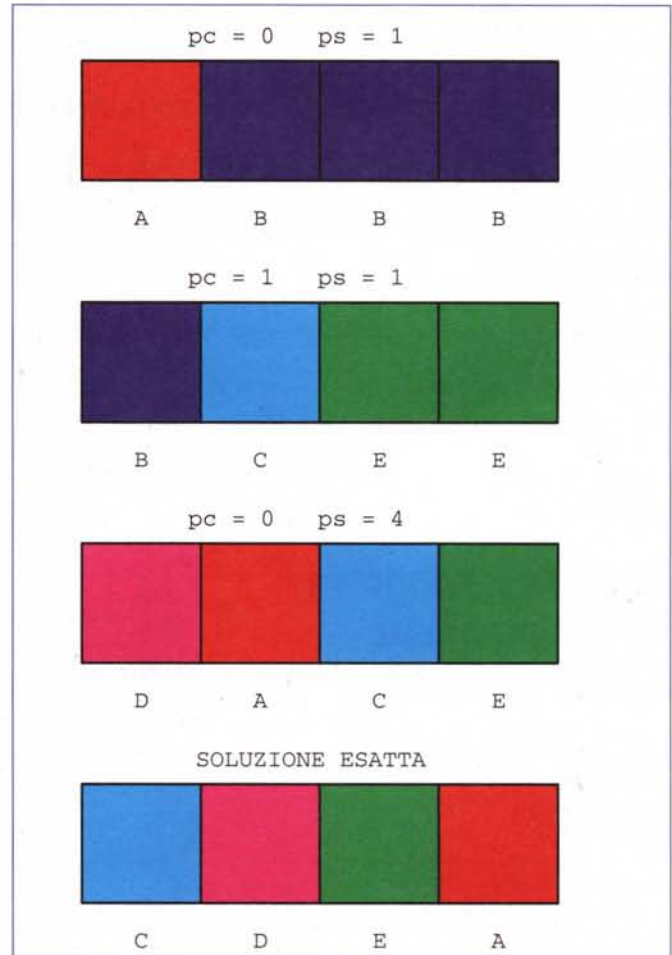 pc = 0 ps = 1
A B B B
pc = 1 ps = 1
B C E E
pc = 0 ps = 4
D A C E
SOLUZIONE ESATTA
C D E A